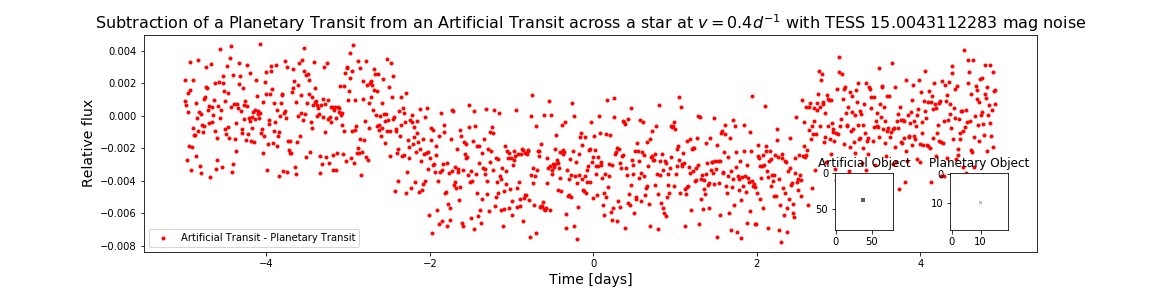 Subtraction of a Planetary Transit from an Artificial Transit across a star at v = 0.4d⁻¹ with TESS 15.0043112283 mag noise
Relative flux
0.004
0.002
0.000
−0.002
−0.004
−0.006
−0.008
Artificial Transit - Planetary Transit
Artificial Object
0
50
0 50
Planetary Object
0
10
0 10
−4 −2 0 2 4
Time [days]